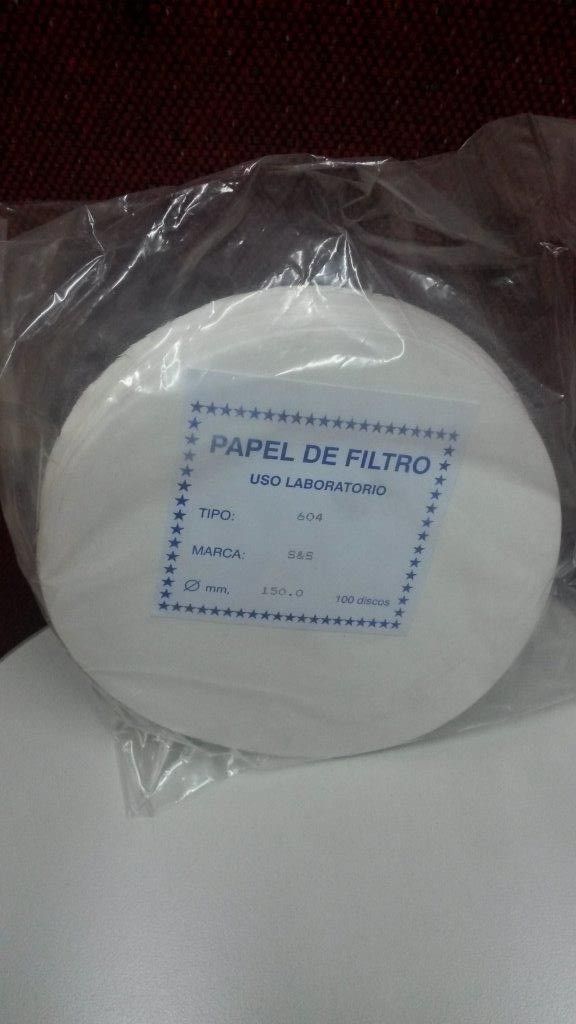 PAPEL DE FILTRO
USO LABORATORIO
TIPO: 604
MARCA: S&S
Ø mm, 150.0 100 discos